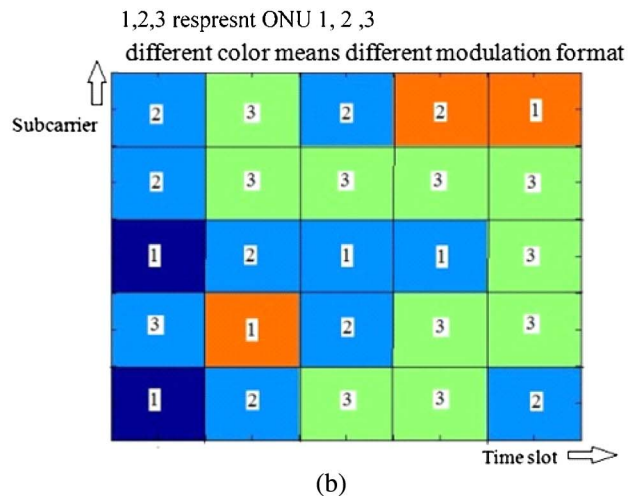 1,2,3 respresnt ONU 1, 2 ,3
different color means different modulation format
Subcarrier
2 3 2 2 1
2 3 3 3 3
1 2 1 1 3
3 1 2 3 3
1 2 3 3 2
Time slot
(b)